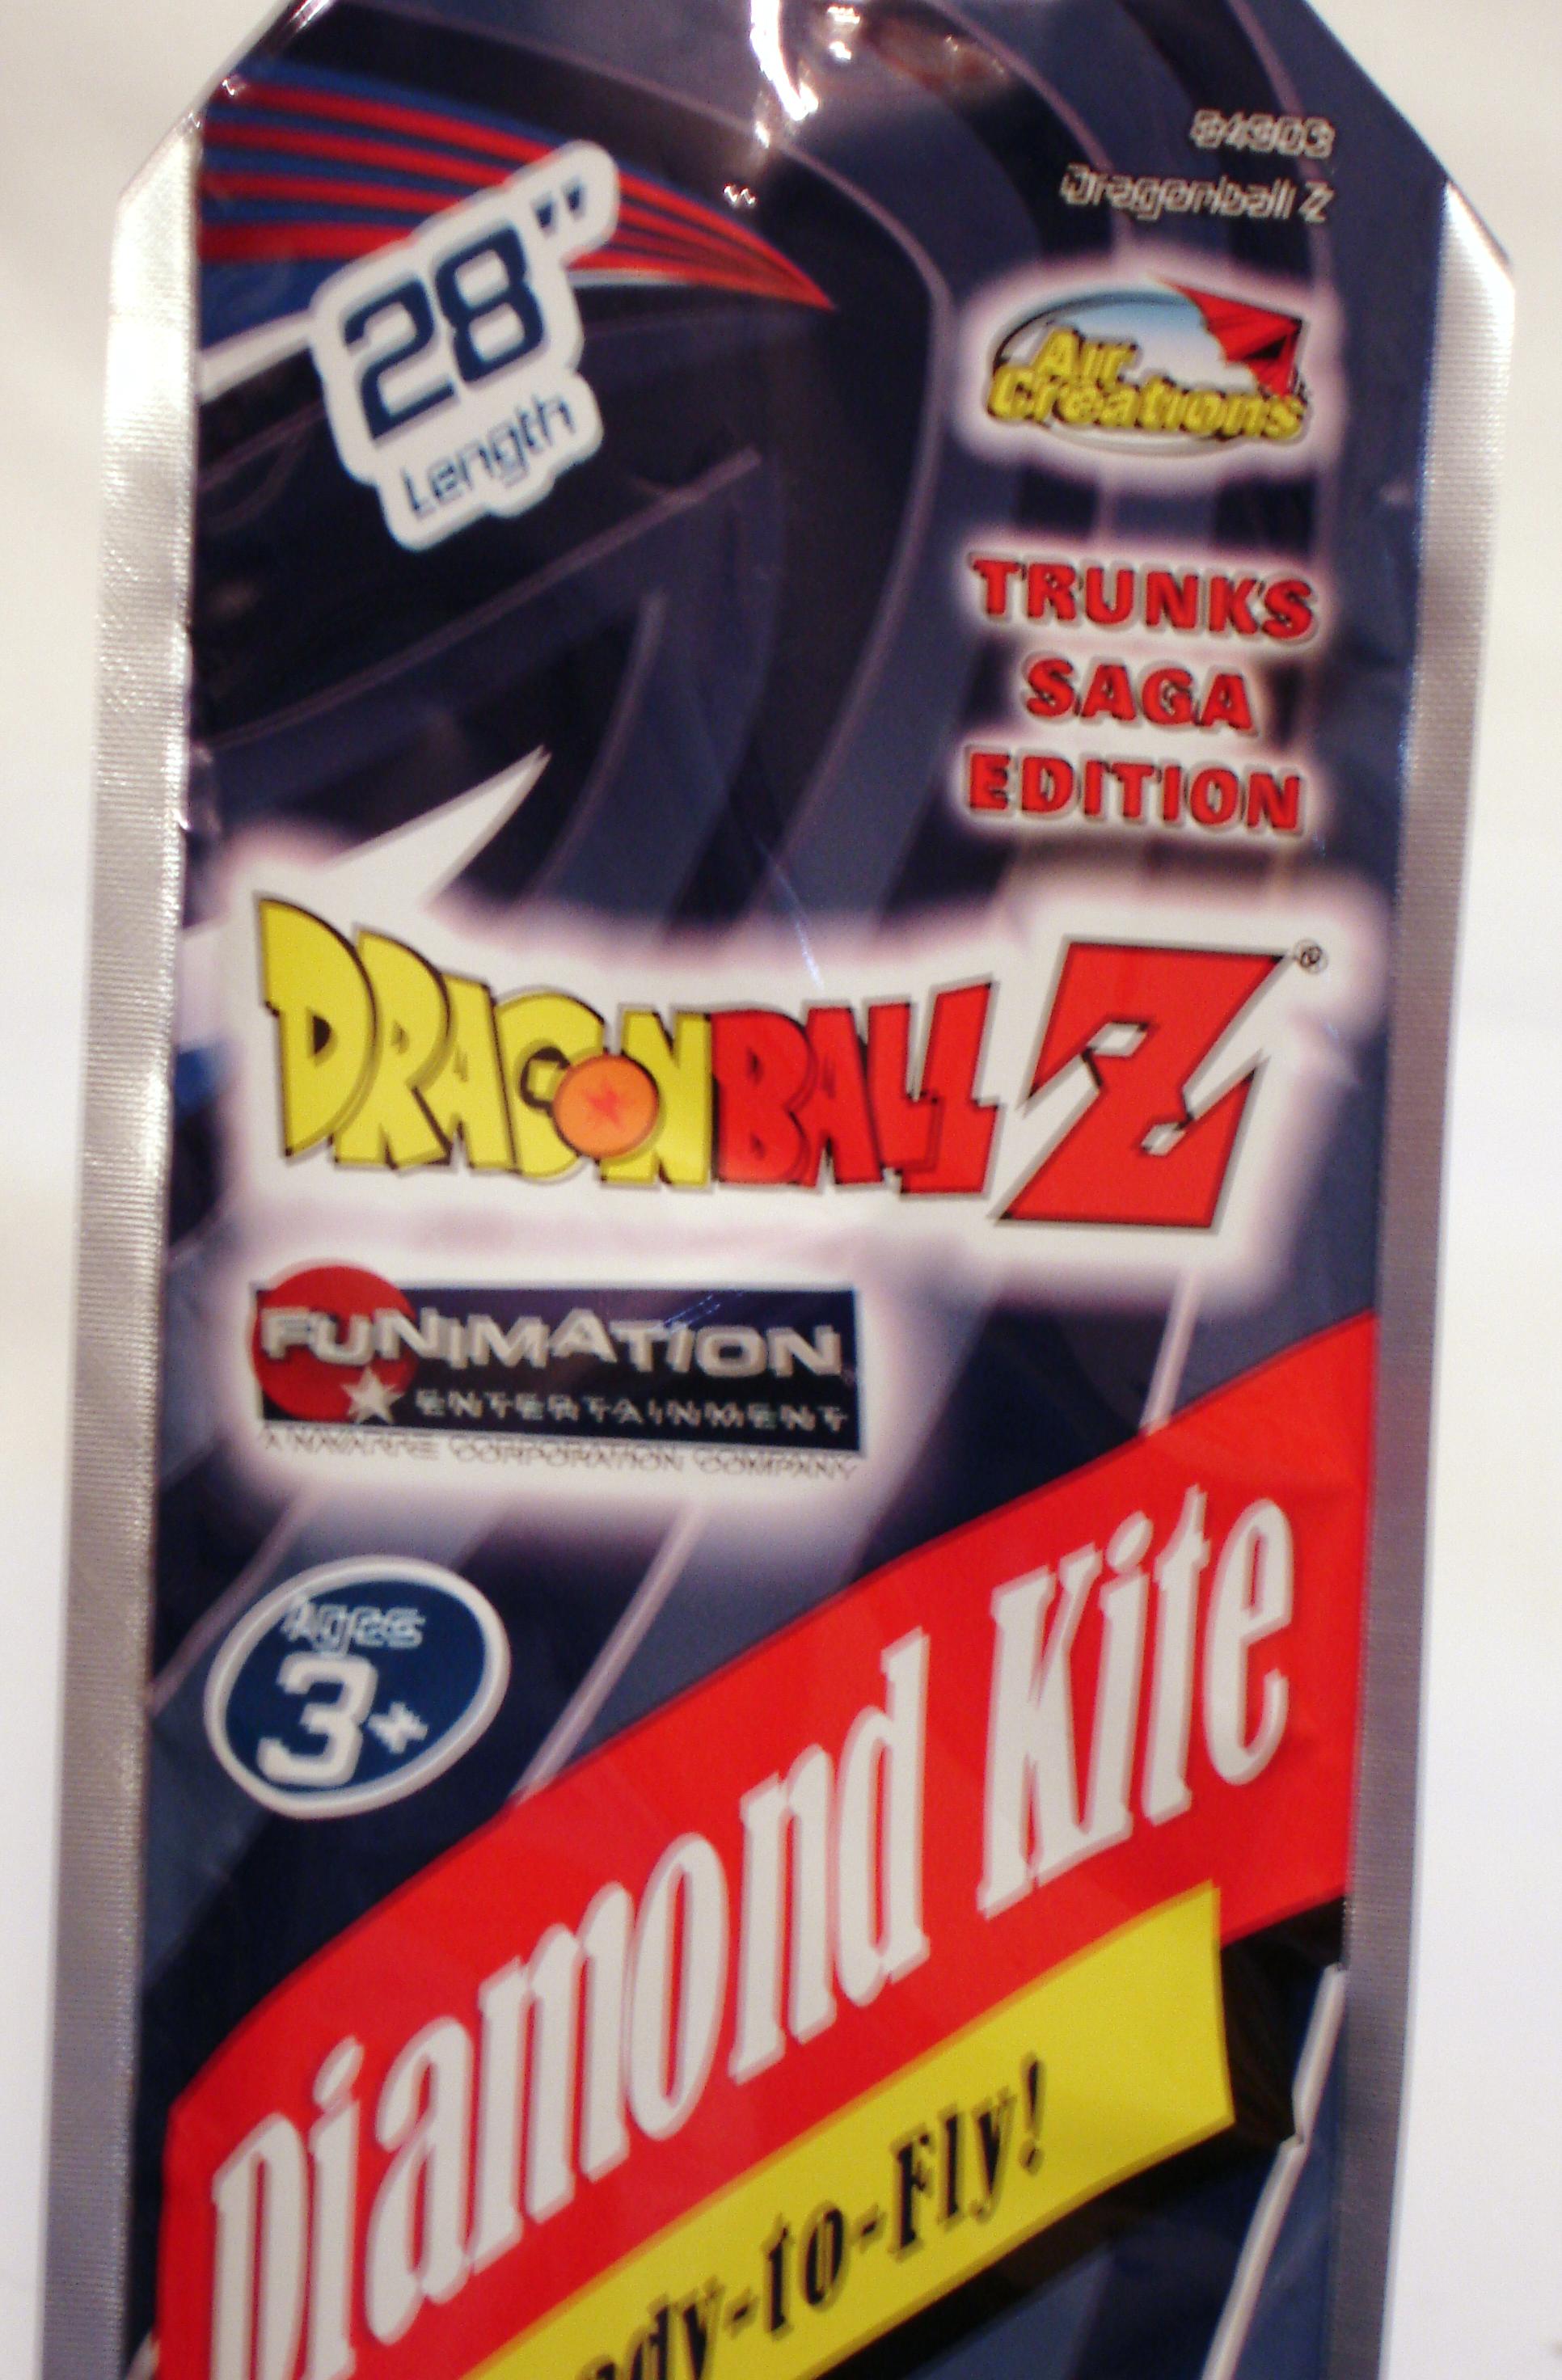 28"
Length
Dragonball Z
Air
Creations
TRUNKS
SAGA
EDITION
DRAGONBALL Z®
FUNIMATION
ENTERTAINMENT
A NAVARRE CORPORATION COMPANY
Ages
3+
Diamond Kite
dy-to-Fly!